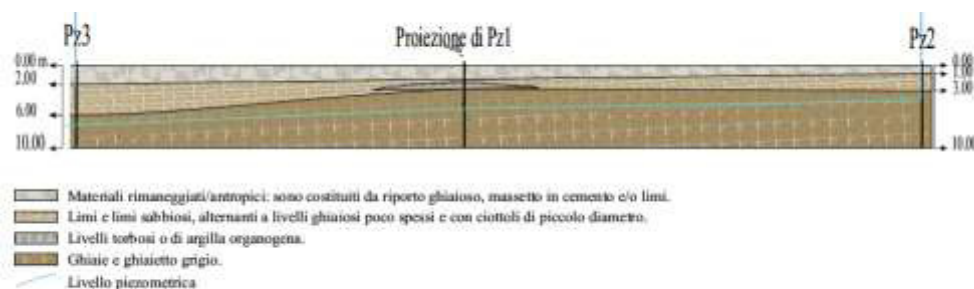 Pz3 Proiezione di Pz1 Pz2
0.00 m 0.00
2.00 1.00
3.00
6.00
10.00 10.00
Materiali rimaneggiati/antropici: sono costituiti da riporto ghiaioso, massetto in cemento e/o limi.
Limi e limi sabbiosi, alternanti a livelli ghiaiosi poco spessi e con ciottoli di piccolo diametro.
Livelli torbosi o di argilla organogena.
Ghiaie e ghiaietto grigio.
Livello piezometrica